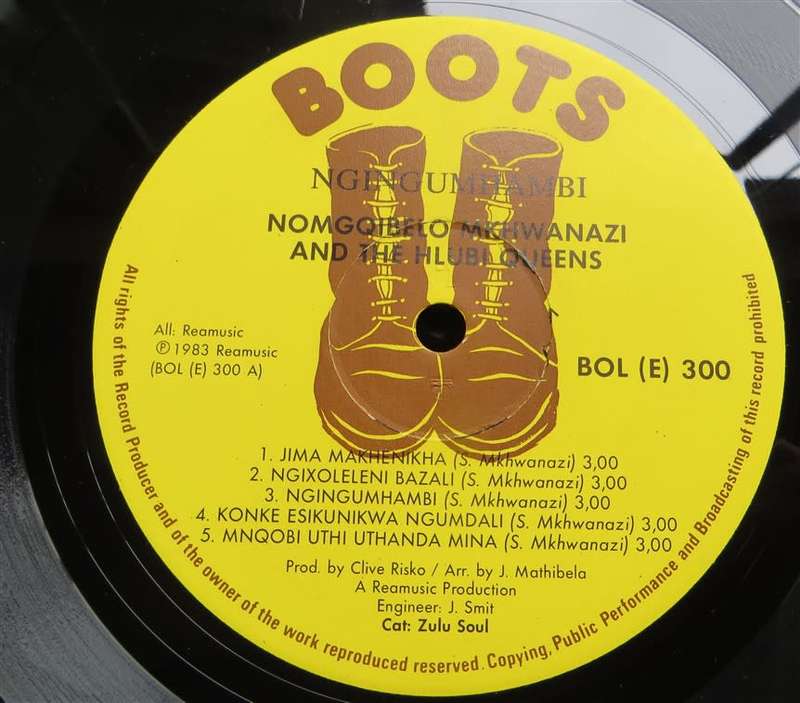 BOOTS
NGINGUMHAMBI
NOMGQIBELO MKHWANAZI
AND THE HLUBI QUEENS
All: Reamusic
℗ 1983 Reamusic
(BOL (E) 300 A)
BOL (E) 300
1. JIMA MAKHENIKHA (S. Mkhwanazi) 3,00
2. NGIXOLELENI BAZALI (S. Mkhwanazi) 3,00
3. NGINGUMHAMBI (S. Mkhwanazi) 3,00
4. KONKE ESIKUNIKWA NGUMDALI (S. Mkhwanazi) 3,00
5. MNQOBI UTHI UTHANDA MINA (S. Mkhwanazi) 3,00
Prod. by Clive Risko / Arr. by J. Mathibela
A Reamusic Production
Engineer: J. Smit
Cat: Zulu Soul
All rights of the Record Producer and of the owner of the work reproduced reserved. Copying, Public Performance and Broadcasting of this record prohibited